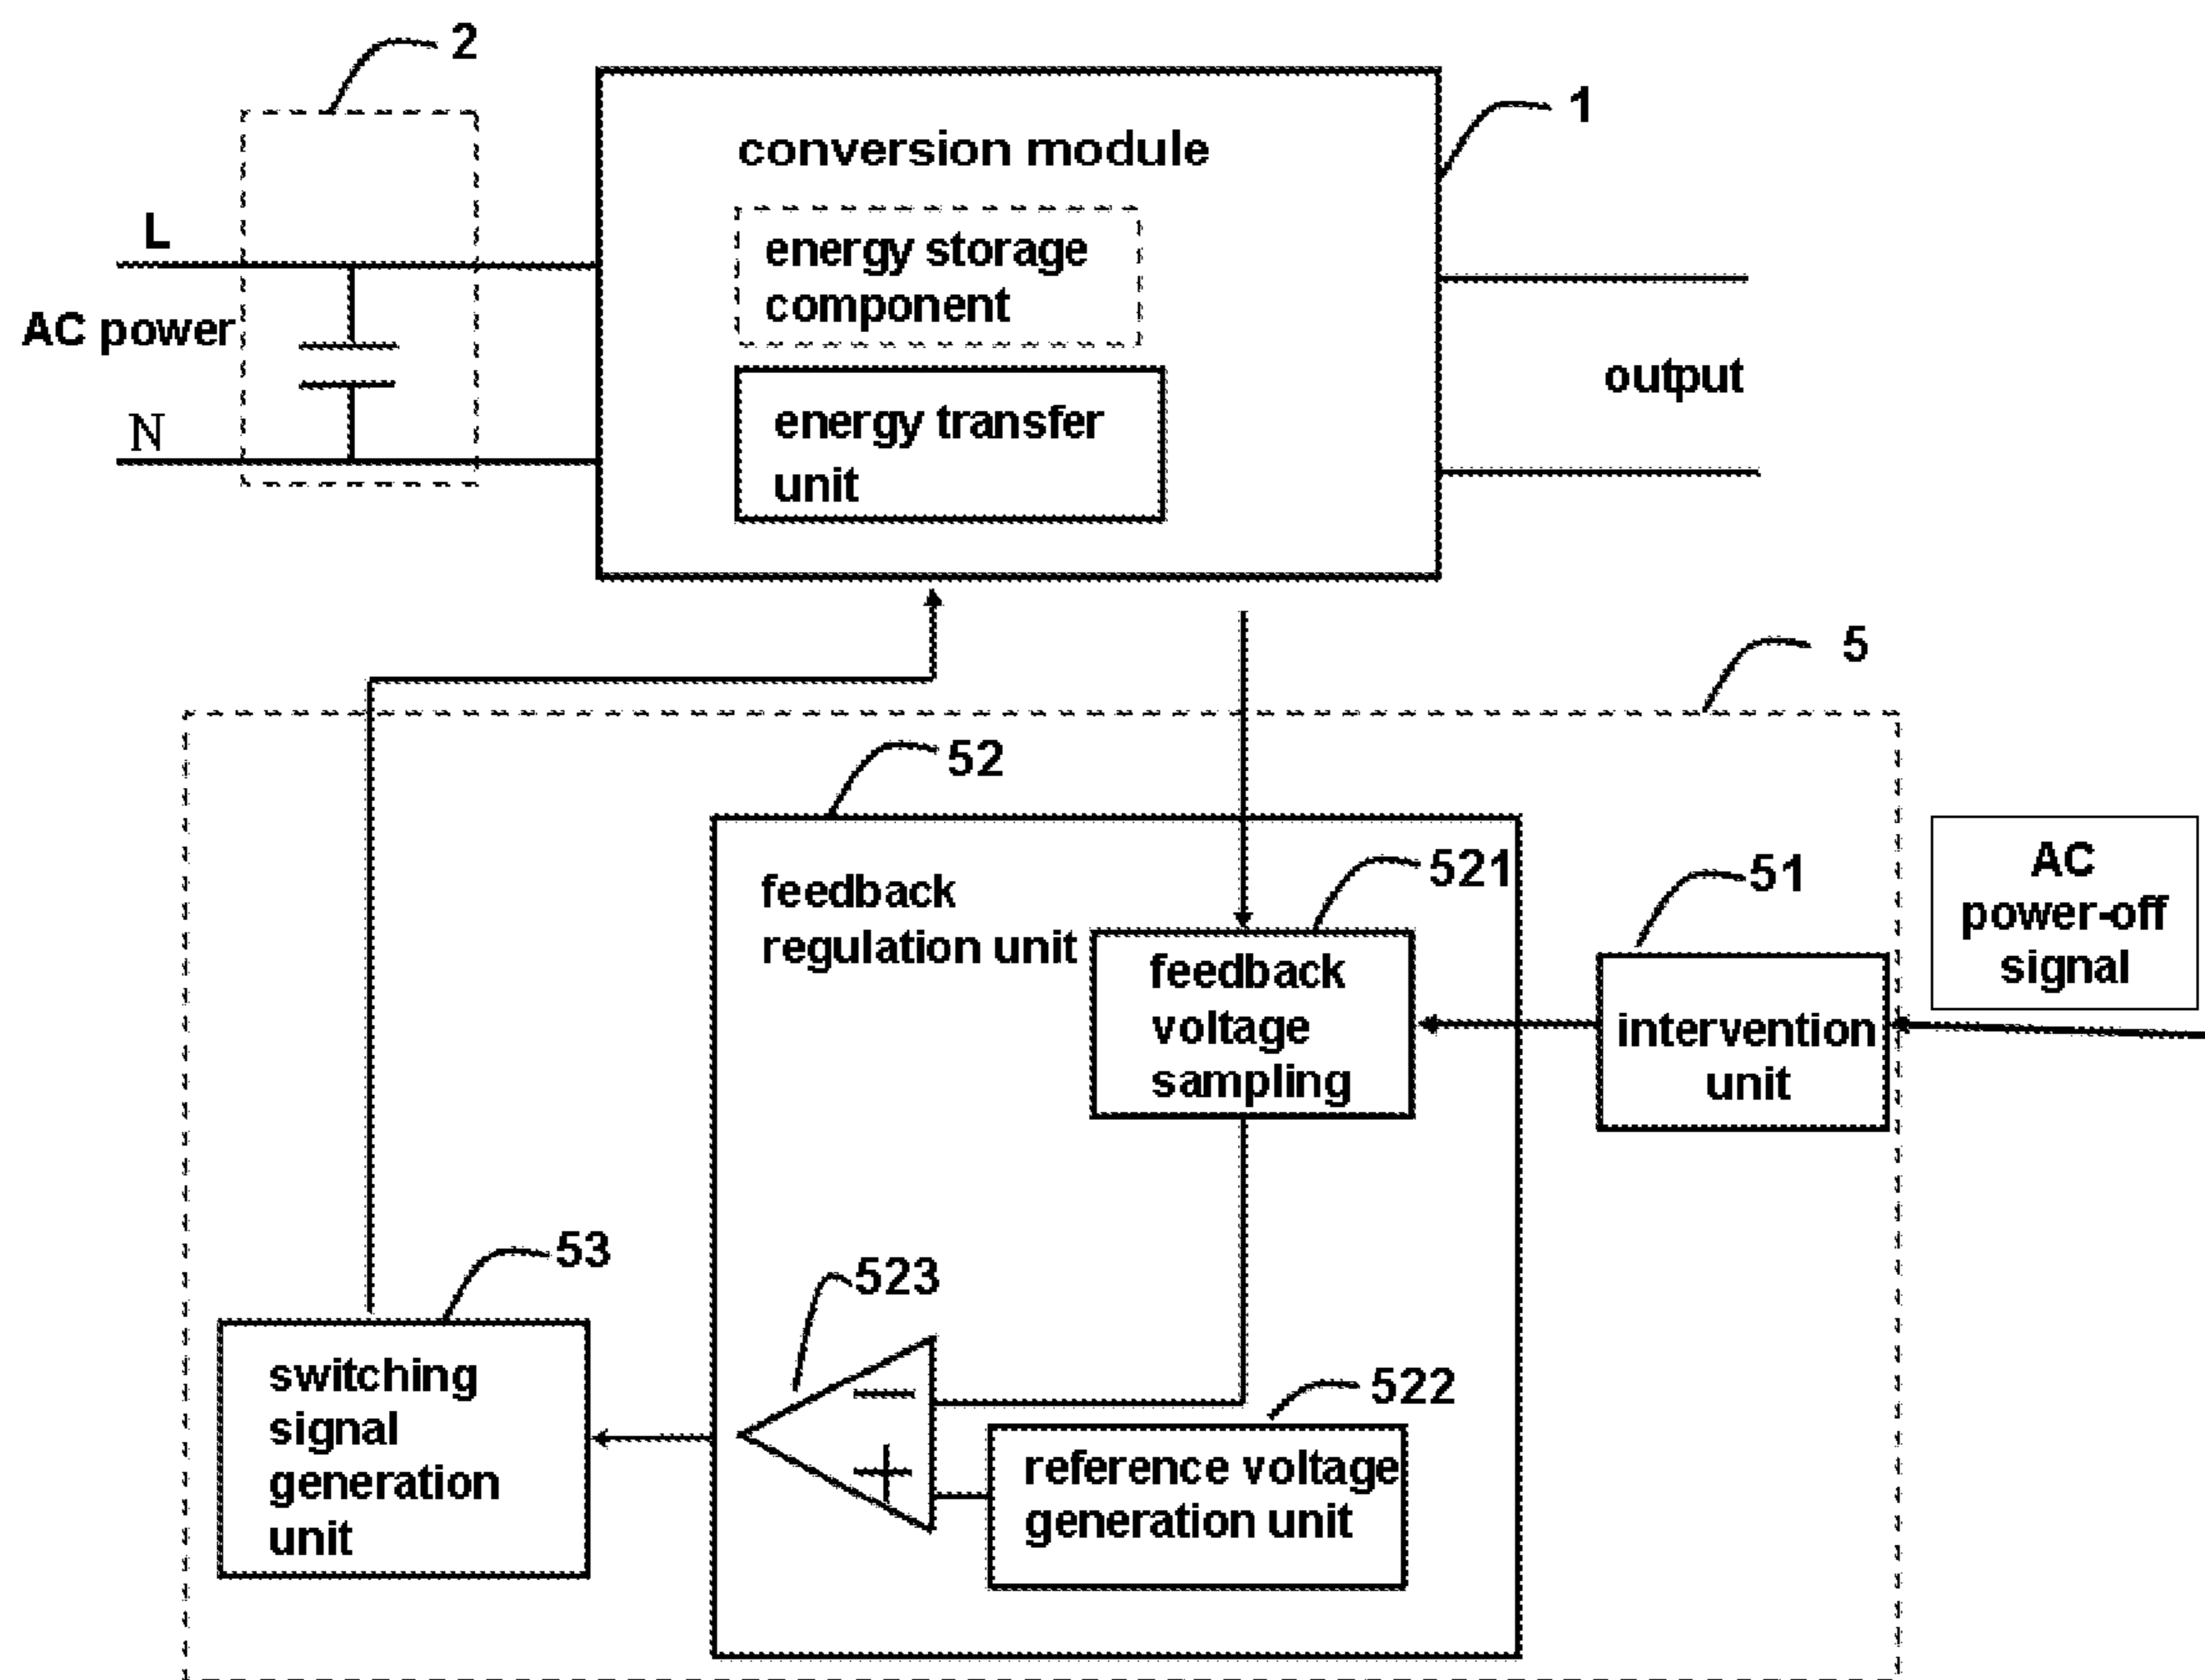 2
1
conversion module
L
energy storage
component
AC power
output
energy transfer
unit
N
5
52
521
51
AC
power-off
signal
feedback
regulation unit
feedback
voltage
sampling
intervention
unit
53
523
522
switching
signal
generation
unit
reference voltage
generation unit